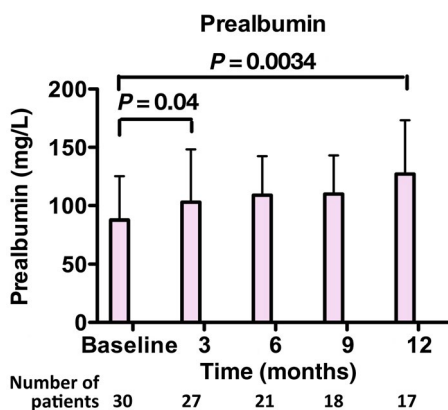 Prealbumin
P = 0.0034
P = 0.04
Prealbumin (mg/L)
200
150
100
50
0
Baseline 3 6 9 12
Time (months)
Number of
patients 30 27 21 18 17